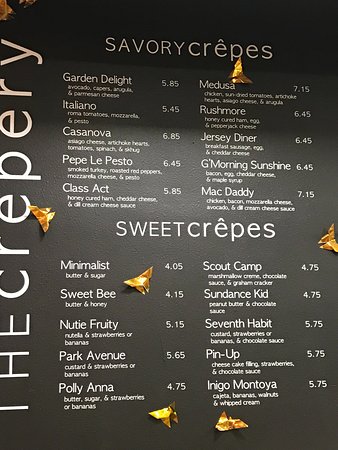 THE crêpery
SAVORY crêpes
Garden Delight 5.85
avocado, capers, arugula,
& parmesan cheese
Italiano 6.45
roma tomatoes, mozzarella
cheese, & pesto
Casanova 6.85
asiago cheese, artichoke hearts,
tomatoes, spinach, & skhug
Pepe Le Pesto 6.45
smoked turkey, roasted red peppers,
mozzarella cheese, & pesto
Class Act 5.85
honey cured ham, cheddar cheese,
& dill cream cheese sauce
Medusa 7.15
chicken, sun-dried tomatoes, artichoke
hearts, asiago cheese, & arugula
Rushmore 6.45
honey cured ham, egg,
& pepperjack cheese
Jersey Diner 6.45
breakfast sausage, egg,
& cheddar cheese
G'Morning Sunshine 6.45
bacon, egg, cheddar cheese,
& maple syrup
Mac Daddy 7.15
chicken, bacon, mozzarella cheese,
avocado, & dill cream cheese sauce
SWEET crêpes
Minimalist 4.05
butter & sugar
Sweet Bee 4.15
butter & honey
Nutie Fruity 5.15
nutella & strawberries or
bananas
Park Avenue 5.65
custard & strawberries or
bananas
Polly Anna 4.75
butter, sugar, & strawberries
or bananas
Scout Camp 4.75
marshmallow creme, chocolate
sauce, & graham cracker
Sundance Kid 4.75
peanut butter & chocolate
sauce
Seventh Habit 5.75
custard, strawberries or
bananas, & chocolate sauce
Pin-Up 5.75
cheese cake filling, strawberries,
& chocolate sauce
Inigo Montoya 5.75
cajeta, bananas, walnuts
& whipped cream